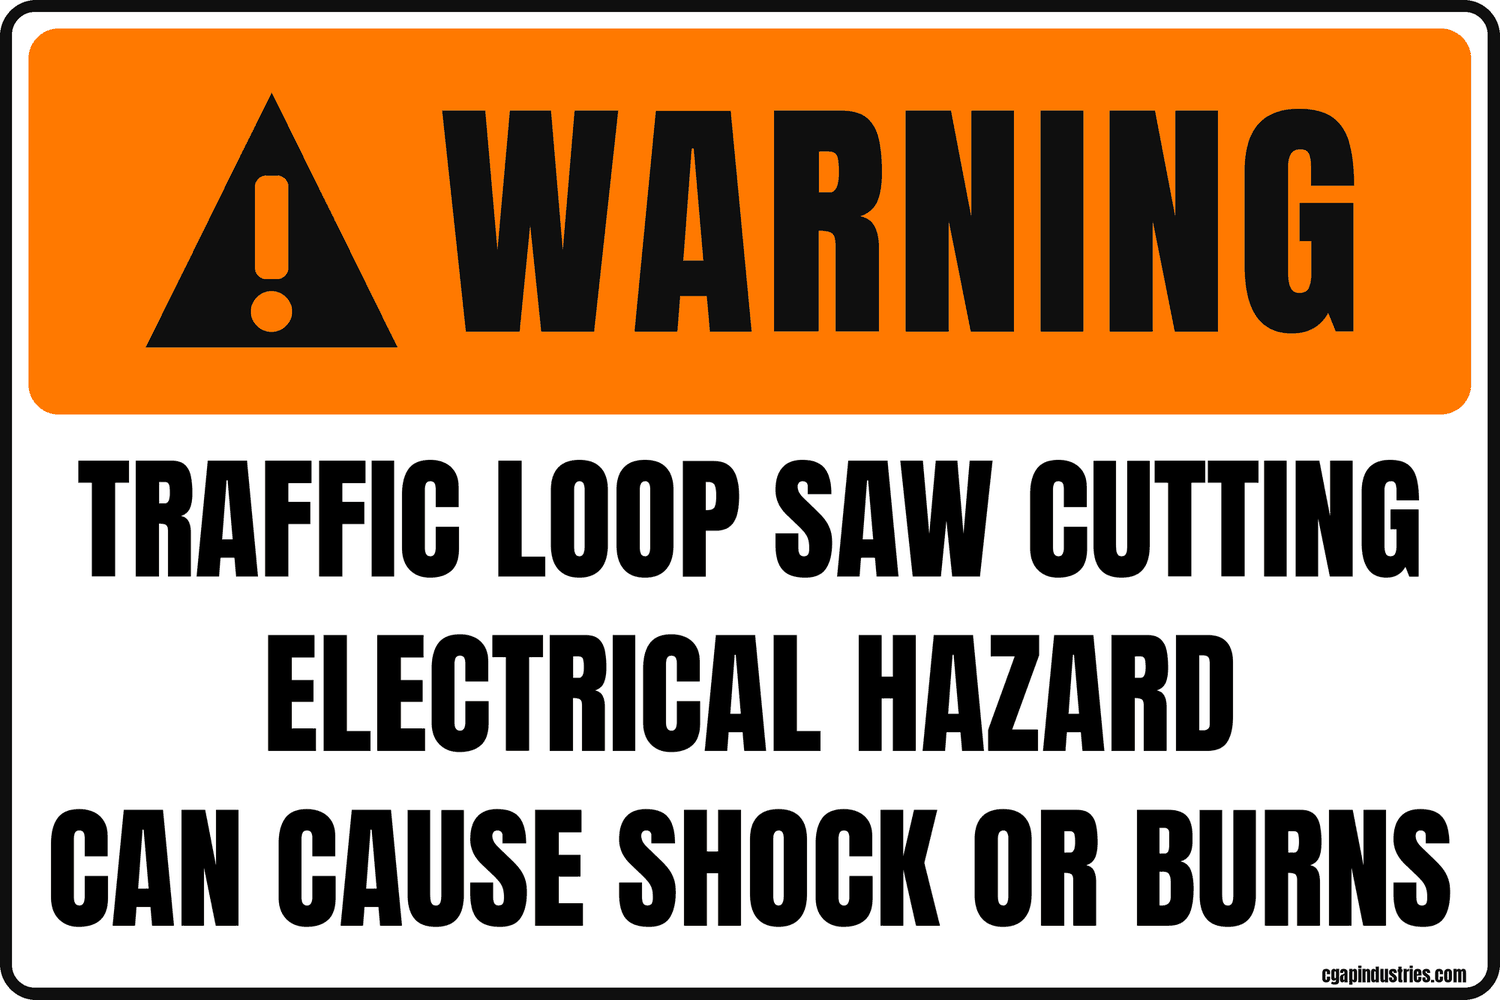 WARNING
TRAFFIC LOOP SAW CUTTING
ELECTRICAL HAZARD
CAN CAUSE SHOCK OR BURNS
cgapindustries.com